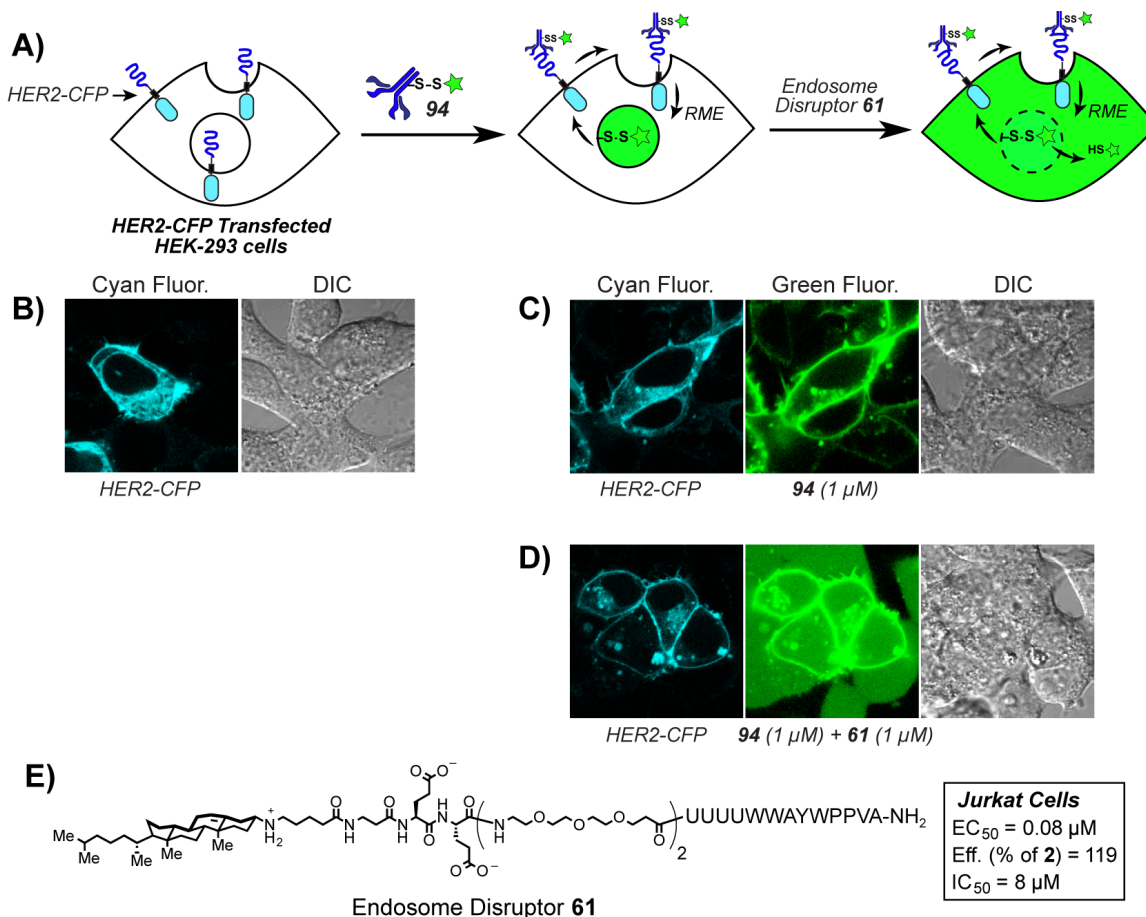 A)
HER2-CFP
HER2-CFP Transfected
HEK-293 cells
S-S
94
SS
SS
RME
S-S
Endosome
Disruptor 61
SS
SS
RME
S-S
HS
B)
Cyan Fluor. DIC
HER2-CFP
C)
Cyan Fluor. Green Fluor. DIC
HER2-CFP 94 (1 µM)
D)
HER2-CFP 94 (1 µM) + 61 (1 µM)
E)
Me
Me
Me
Me
Me
H
+
N
H2
O
N
H
O
H
N
O
O
O−
H
N
O
O
O−
H
N
O
O
O
O
2
UUUUWWAYWPPVA-NH2
Endosome Disruptor 61
Jurkat Cells
EC50 = 0.08 µM
Eff. (% of 2) = 119
IC50 = 8 µM